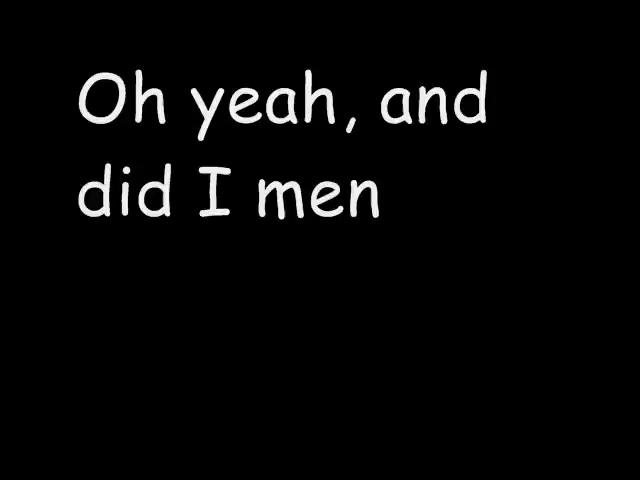 Oh yeah, and
did I men